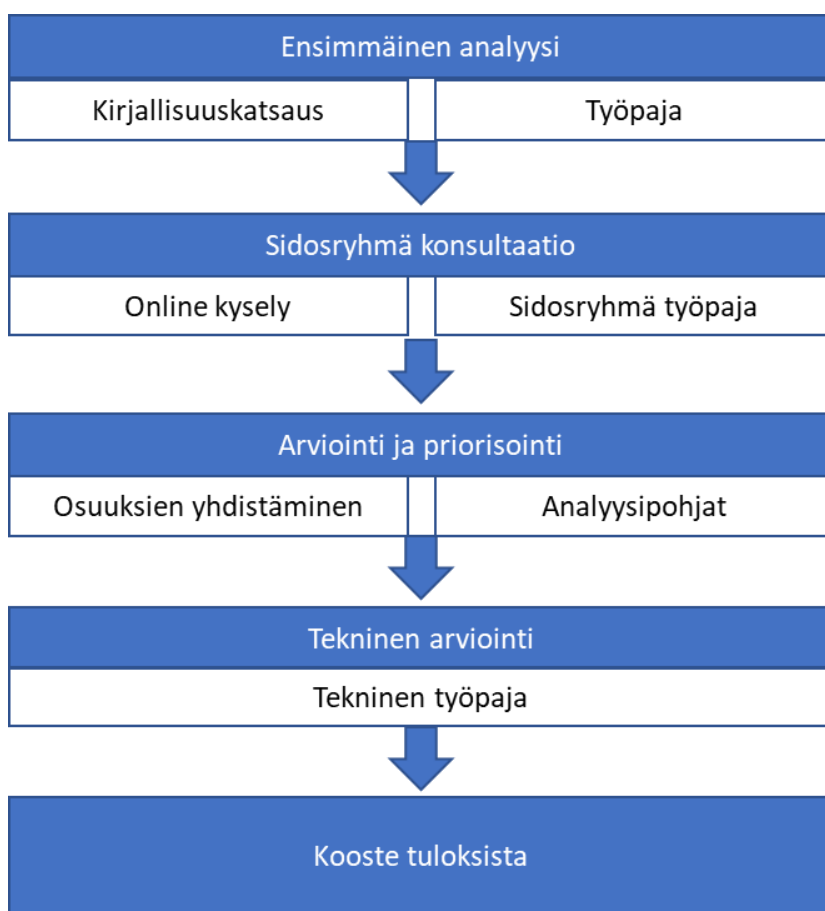 Ensimmäinen analyysi
Kirjallisuuskatsaus
Työpaja
Sidosryhmä konsultaatio
Online kysely
Sidosryhmä työpaja
Arviointi ja priorisointi
Osuuksien yhdistäminen
Analyysipohjat
Tekninen arviointi
Tekninen työpaja
Kooste tuloksista